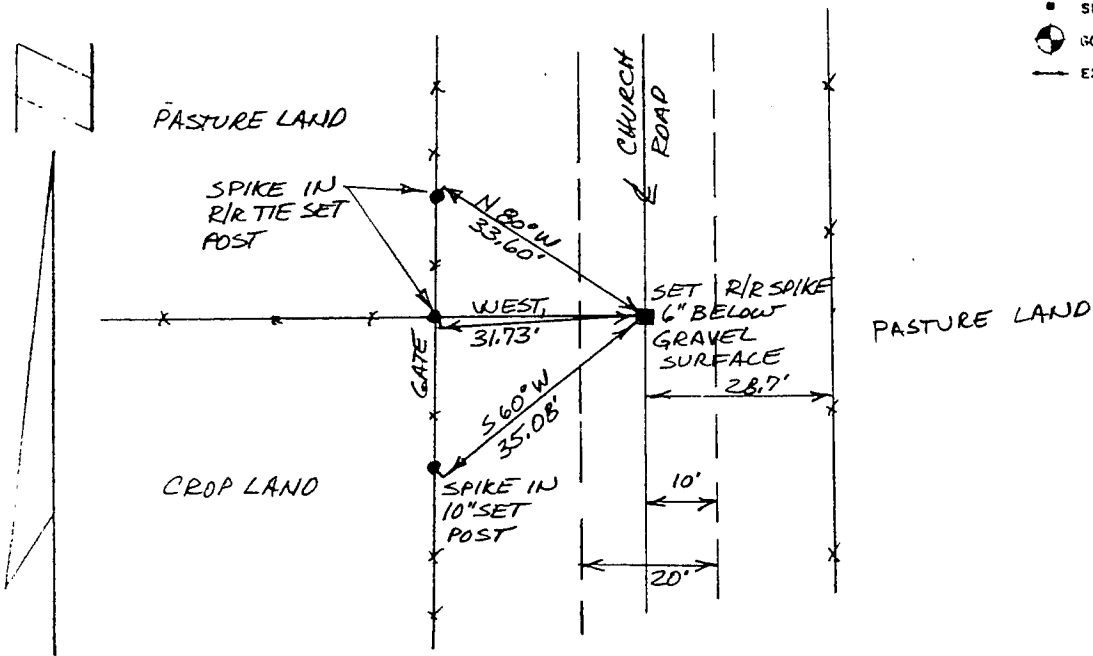 PASTURE LAND
CHURCH
ROAD
SPIKE IN
R/R TIE SET
POST
N 80° W
33.60'
WEST,
31.73'
SET R/R SPIKE
6" BELOW
GRAVEL
SURFACE
28.7'
PASTURE LAND
GATE
S 60° W
35.08'
CROP LAND
SPIKE IN
10" SET
POST
10'
20'